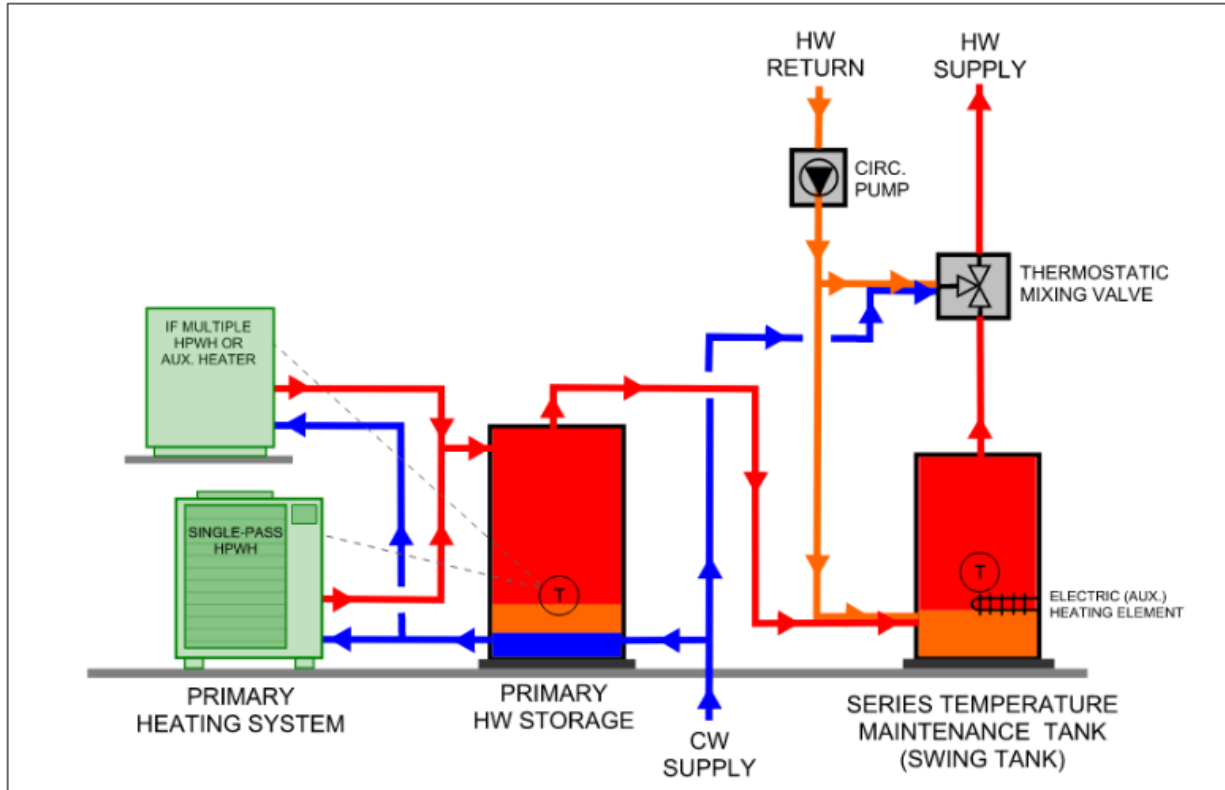 HW
RETURN
HW
SUPPLY
CIRC.
PUMP
THERMOSTATIC
MIXING VALVE
IF MULTIPLE
HPWH OR
AUX. HEATER
SINGLE-PASS
HPWH
T
T
ELECTRIC (AUX.)
HEATING ELEMENT
PRIMARY
HEATING SYSTEM
PRIMARY
HW STORAGE
CW
SUPPLY
SERIES TEMPERATURE
MAINTENANCE TANK
(SWING TANK)